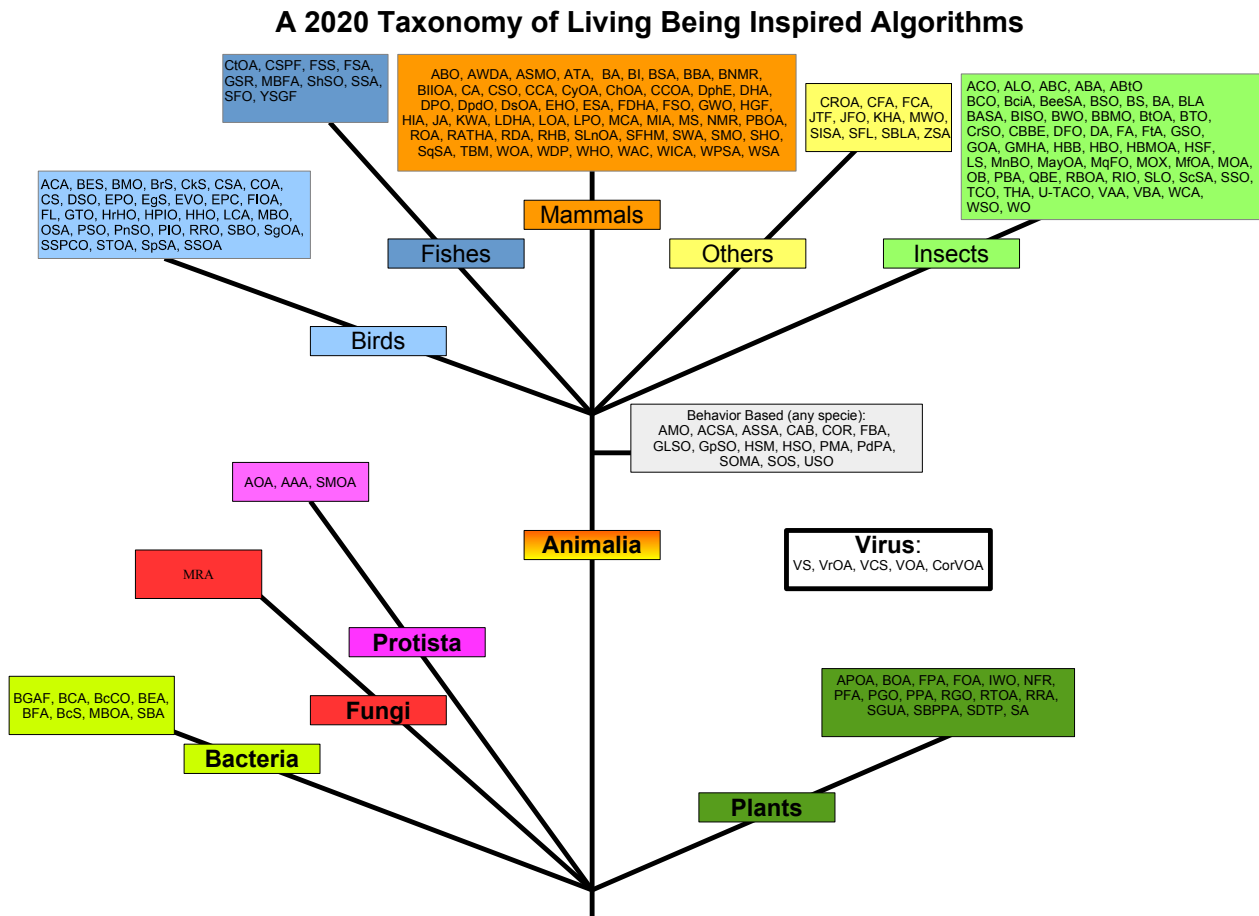 A 2020 Taxonomy of Living Being Inspired Algorithms
CtOA, CSPF, FSS, FSA,
GSR, MBFA, ShSO, SSA,
SFO, YSGF
ABO, AWDA, ASMO, ATA, BA, BI, BSA, BBA, BNMR,
BIIOA, CA, CSO, CCA, CyOA, ChOA, CCOA, DphE, DHA,
DPO, DpdO, DsOA, EHO, ESA, FDHA, FSO, GWO, HGF,
HIA, JA, KWA, LDHA, LOA, LPO, MCA, MIA, MS, NMR, PBOA,
ROA, RATHA, RDA, RHB, SLnOA, SFHM, SWA, SMO, SHO,
SqSA, TBM, WOA, WDP, WHO, WAC, WICA, WPSA, WSA
CROA, CFA, FCA,
JTF, JFO, KHA, MWO,
SISA, SFL, SBLA, ZSA
ACO, ALO, ABC, ABA, ABtO
BCO, BciA, BeeSA, BSO, BS, BA, BLA
BASA, BISO, BWO, BBMO, BtOA, BTO,
CrSO, CBBE, DFO, DA, FA, FtA, GSO,
GOA, GMHA, HBB, HBO, HBMOA, HSF,
LS, MnBO, MayOA, MqFO, MOX, MfOA, MOA,
OB, PBA, QBE, RBOA, RIO, SLO, ScSA, SSO,
TCO, THA, U-TACO, VAA, VBA, WCA,
WSO, WO
ACA, BES, BMO, BrS, CkS, CSA, COA,
CS, DSO, EPO, EgS, EVO, EPC, FIOA,
FL, GTO, HrHO, HPIO, HHO, LCA, MBO,
OSA, PSO, PnSO, PIO, RRO, SBO, SgOA,
SSPCO, STOA, SpSA, SSOA
Mammals
Fishes
Others
Insects
Birds
Behavior Based (any specie):
AMO, ACSA, ASSA, CAB, COR, FBA,
GLSO, GpSO, HSM, HSO, PMA, PdPA,
SOMA, SOS, USO
AOA, AAA, SMOA
Animalia
Virus:
VS, VrOA, VCS, VOA, CorVOA
MRA
Protista
BGAF, BCA, BcCO, BEA,
BFA, BcS, MBOA, SBA
Fungi
Bacteria
APOA, BOA, FPA, FOA, IWO, NFR,
PFA, PGO, PPA, RGO, RTOA, RRA,
SGUA, SBPPA, SDTP, SA
Plants